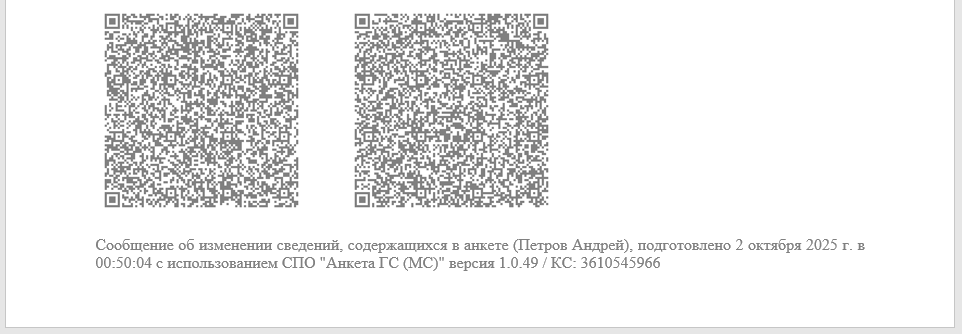 Сообщение об изменении сведений, содержащихся в анкете (Петров Андрей), подготовлено 2 октября 2025 г. в
00:50:04 с использованием СПО "Анкета ГС (МС)" версия 1.0.49 / КС: 3610545966